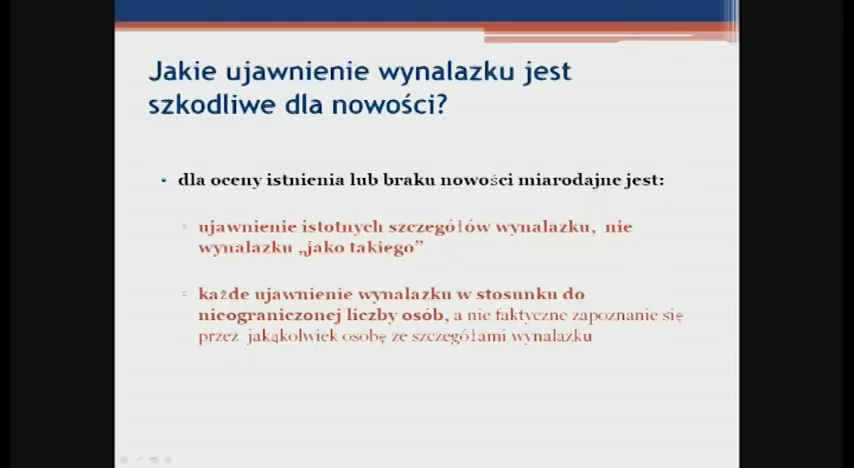 Jakie ujawnienie wynalazku jest
szkodliwe dla nowości?
dla oceny istnienia lub braku nowości miarodajne jest:
ujawnienie istotnych szczegółów wynalazku, nie
wynalazku „jako takiego”
każde ujawnienie wynalazku w stosunku do
nieograniczonej liczby osób, a nie faktyczne zapoznanie się
przez jakąkolwiek osobę ze szczegółami wynalazku